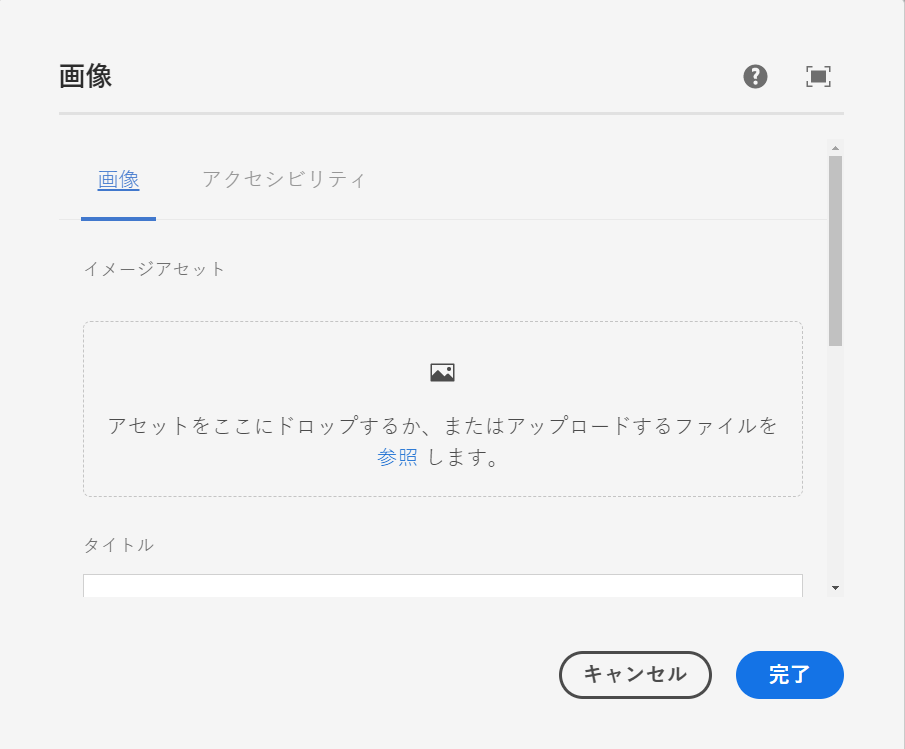 画像
画像
アクセシビリティ
イメージアセット
アセットをここにドロップするか、またはアップロードするファイルを
参照 します。
タイトル
キャンセル
完了